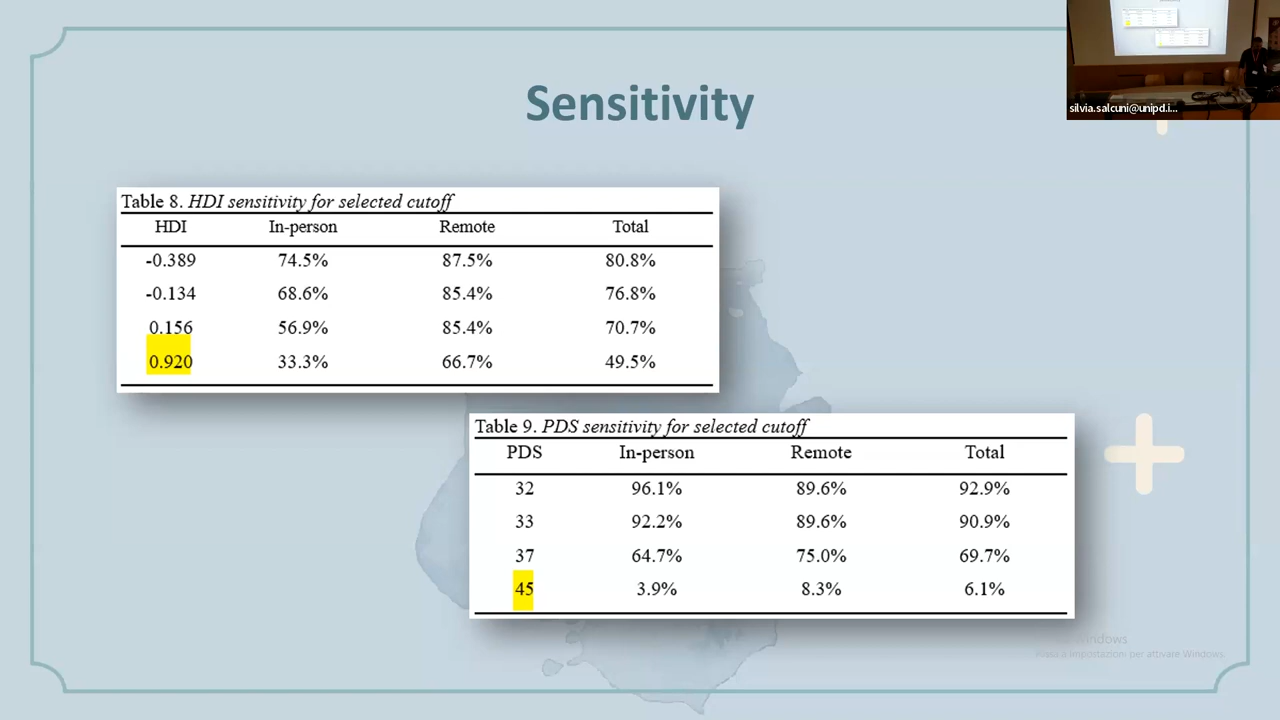 silvia.salcuni@unipd.i...
Sensitivity
Table 8. HDI sensitivity for selected cutoff
HDI In-person Remote Total
-0.389 74.5% 87.5% 80.8%
-0.134 68.6% 85.4% 76.8%
0.156 56.9% 85.4% 70.7%
0.920 33.3% 66.7% 49.5%
Table 9. PDS sensitivity for selected cutoff
PDS In-person Remote Total
32 96.1% 89.6% 92.9%
33 92.2% 89.6% 90.9%
37 64.7% 75.0% 69.7%
45 3.9% 8.3% 6.1%
Windows
Passa a Impostazioni per attivare Windows.